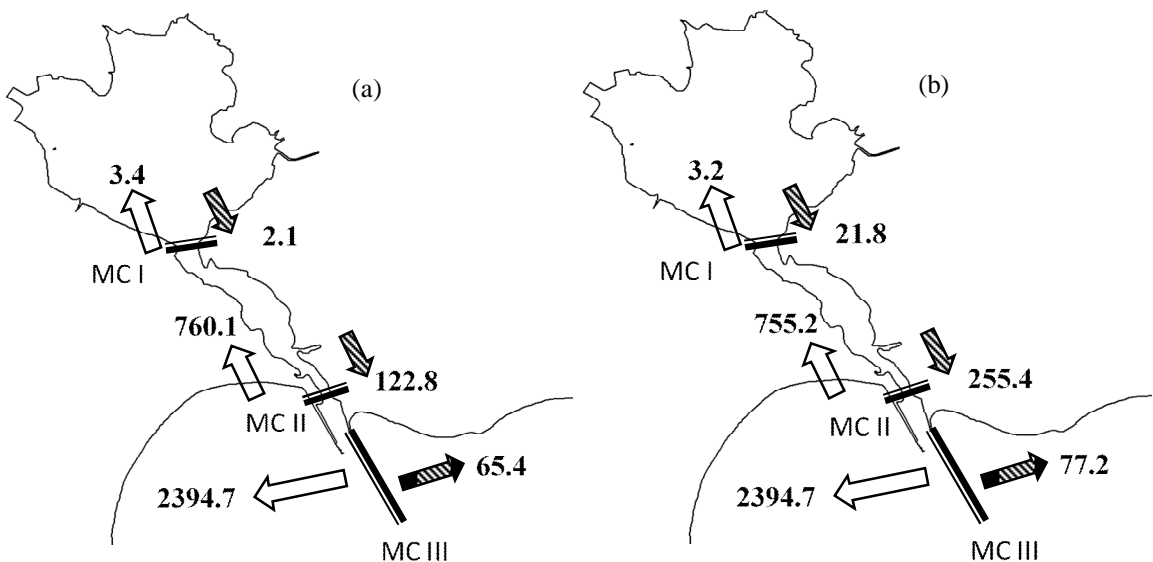 (a)
3.4
2.1
MC I
760.1
122.8
MC II
65.4
2394.7
MC III
(b)
3.2
21.8
MC I
755.2
255.4
MC II
77.2
2394.7
MC III